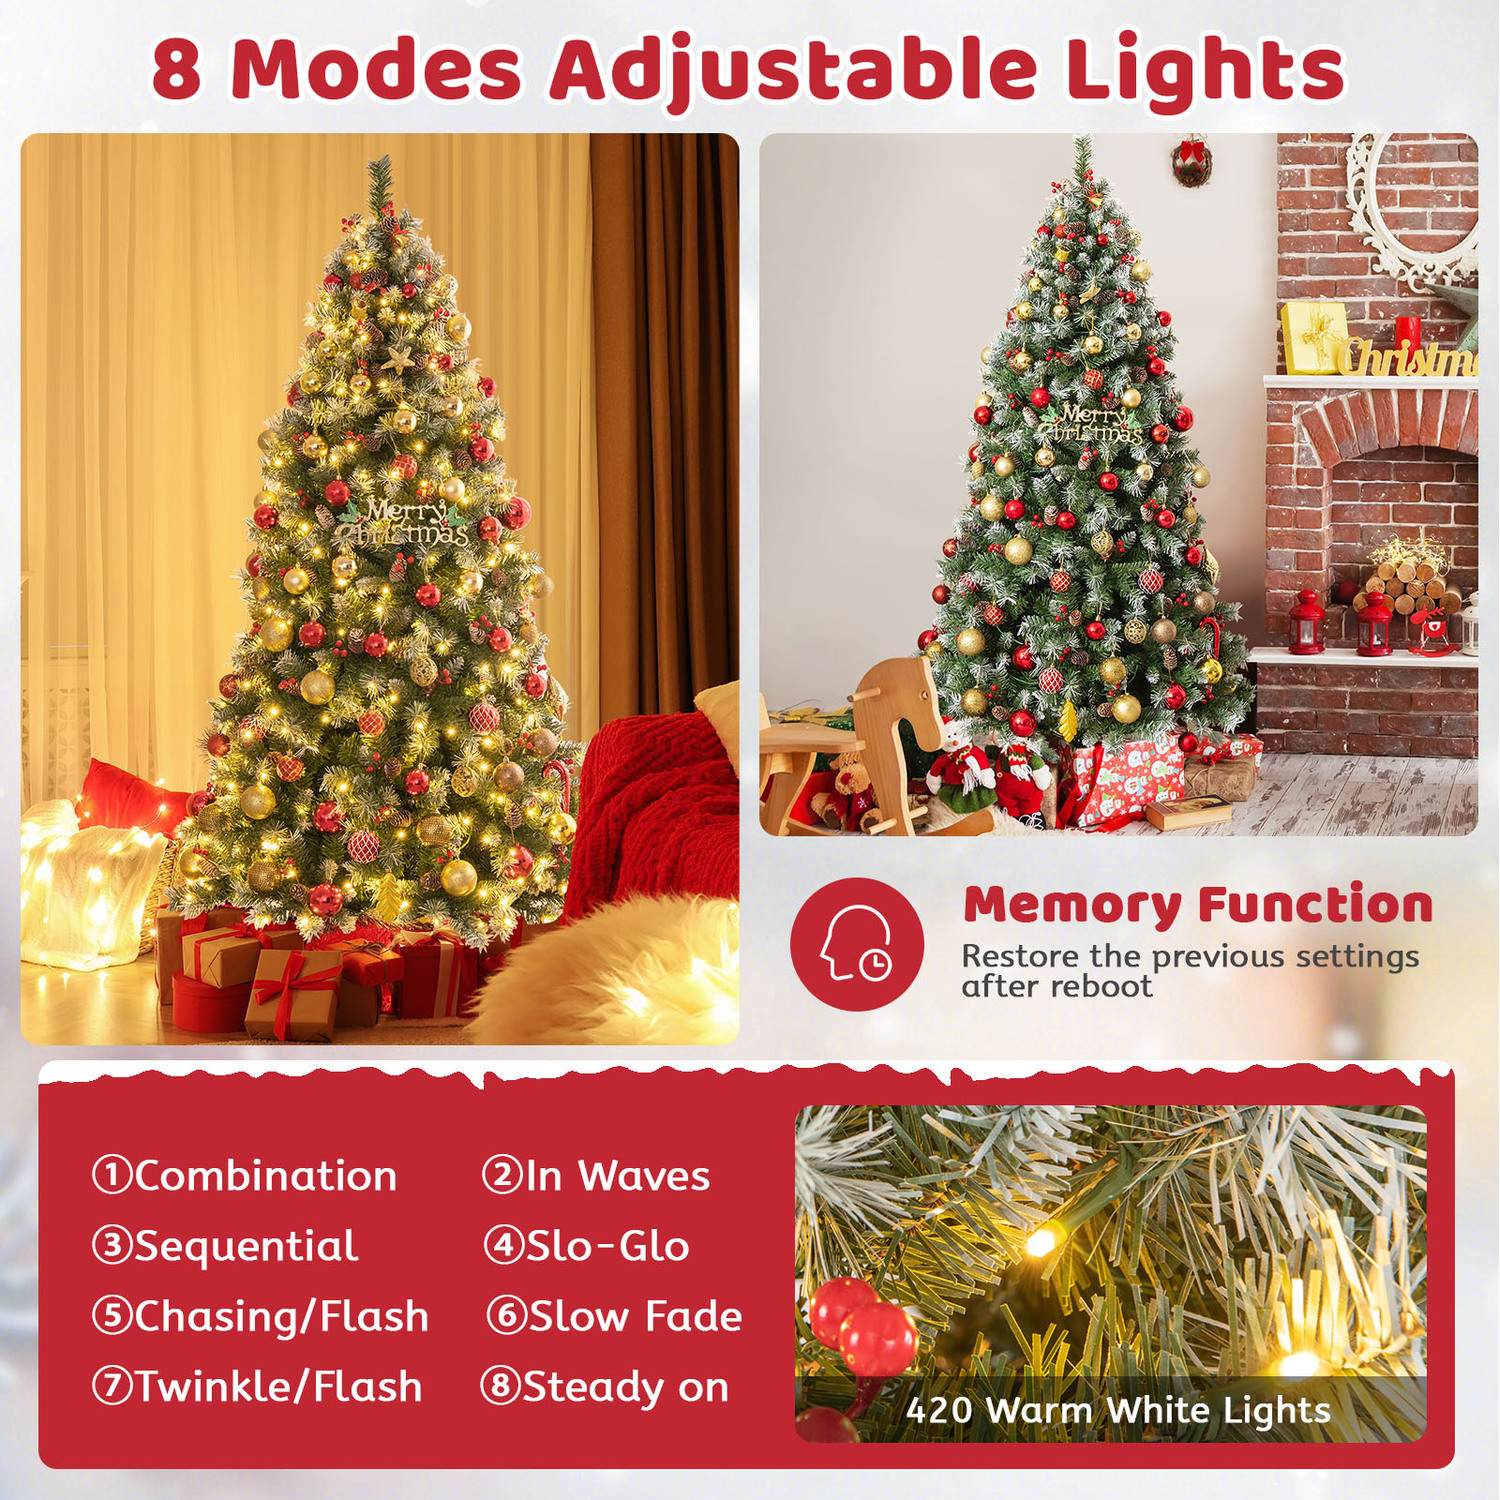 8 Modes Adjustable Lights
Merry
Christmas
Merry
Christmas
Christm
Memory Function
Restore the previous settings
after reboot
①Combination ②In Waves
③Sequential ④Slo-Glo
⑤Chasing/Flash ⑥Slow Fade
⑦Twinkle/Flash ⑧Steady on
420 Warm White Lights